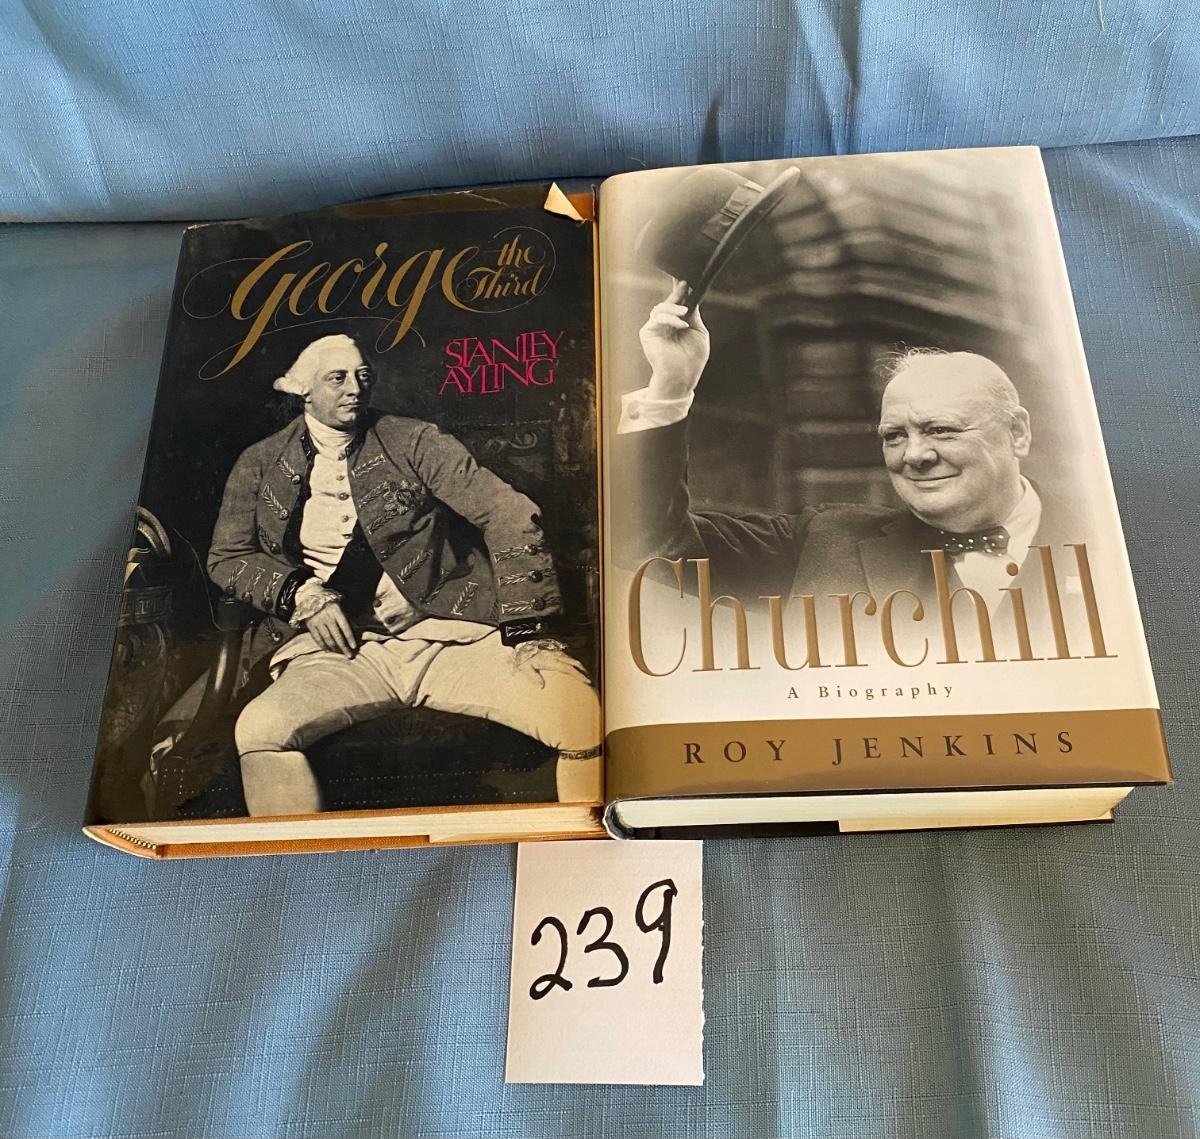 George the Third
STANLEY
AYLING
Churchill
A Biography
ROY JENKINS
239